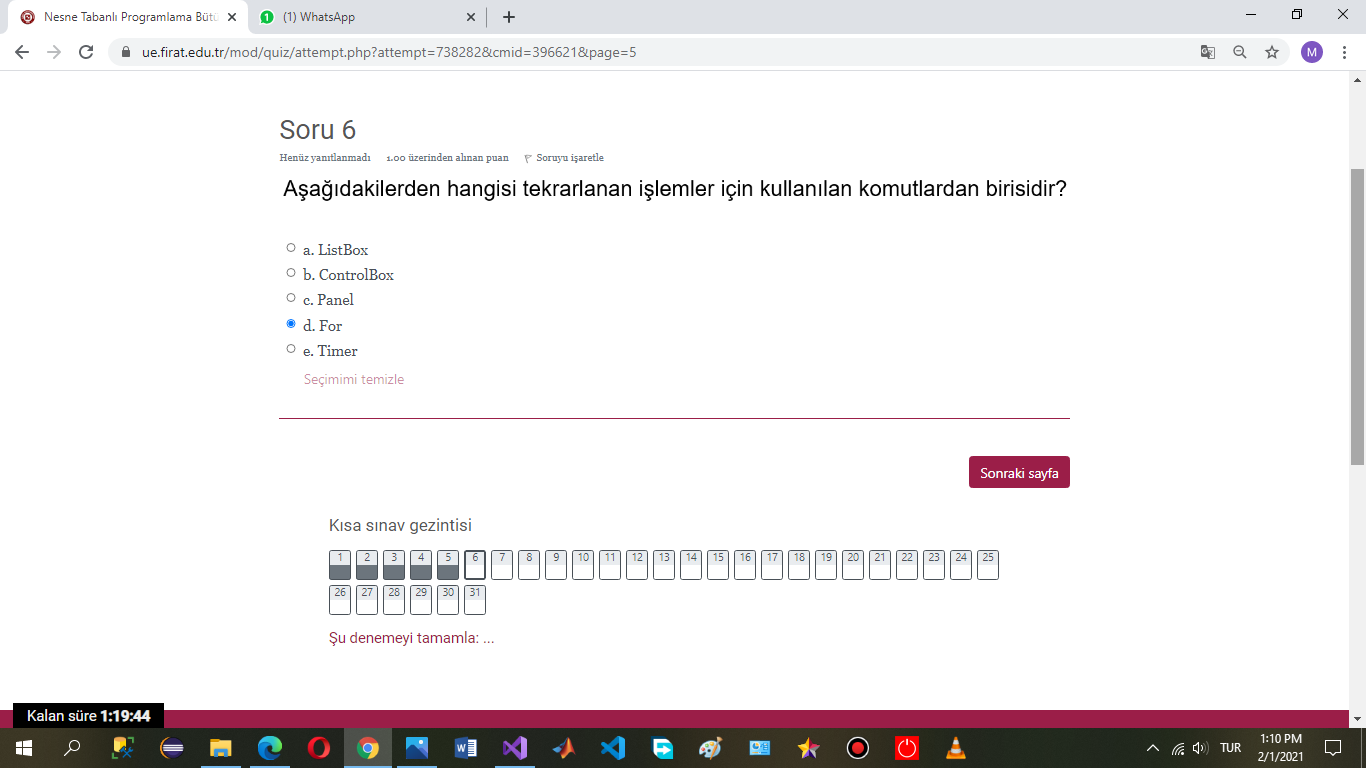 Nesne Tabanlı Programlama Bütü
(1) WhatsApp
ue.firat.edu.tr/mod/quiz/attempt.php?attempt=738282&cmid=396621&page=5
M
Soru 6
Henüz yanıtlanmadı 1.00 üzerinden alınan puan Soruyu işaretle
Aşağıdakilerden hangisi tekrarlanan işlemler için kullanılan komutlardan birisidir?
a. ListBox
b. ControlBox
c. Panel
d. For
e. Timer
Seçimimi temizle
Sonraki sayfa
Kısa sınav gezintisi
1 2 3 4 5 6 7 8 9 10 11 12 13 14 15 16 17 18 19 20 21 22 23 24 25
26 27 28 29 30 31
Şu denemeyi tamamla: ...
Kalan süre 1:19:44
TUR
1:10 PM
2/1/2021